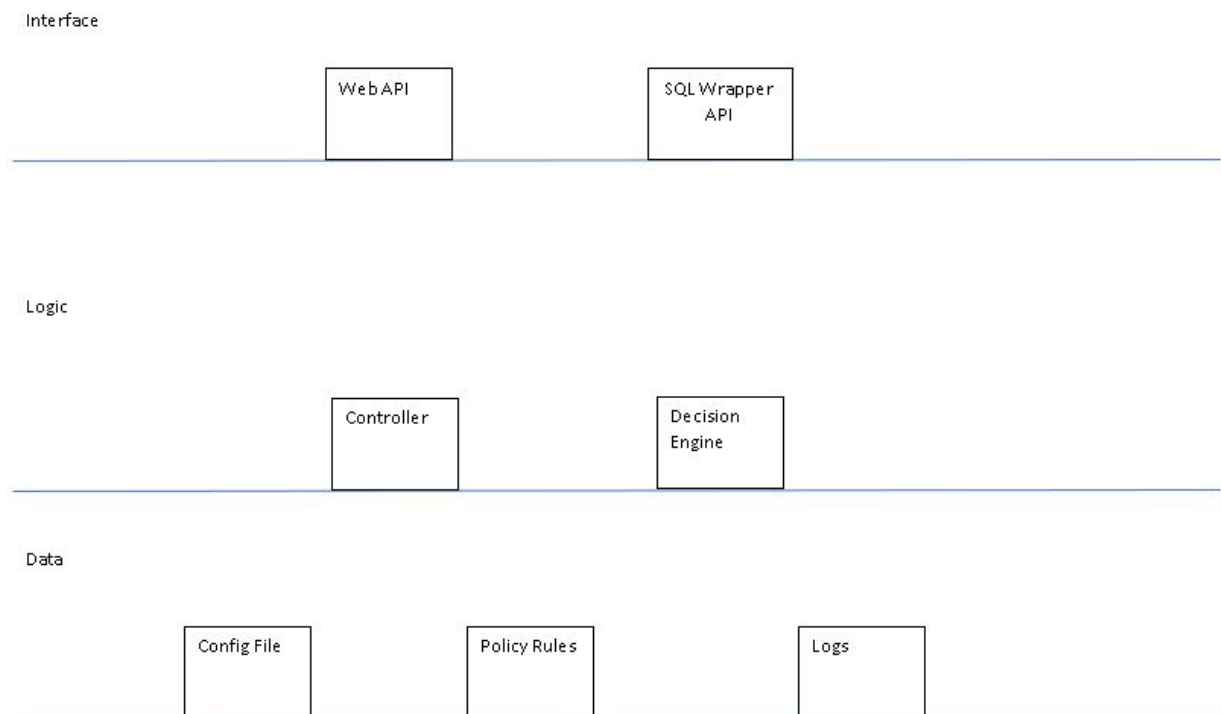 Interface
Web API
SQL Wrapper
API
Logic
Controller
Decision
Engine
Data
Config File
Policy Rules
Logs